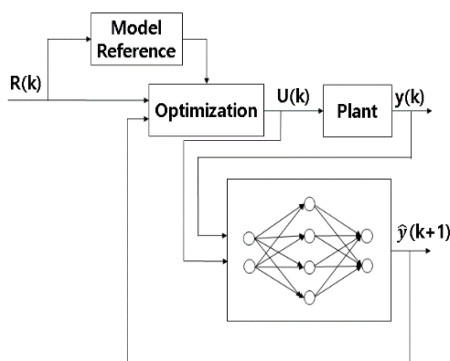 Model
Reference
R(k)
Optimization
U(k)
Plant
y(k)
ŷ(k+1)